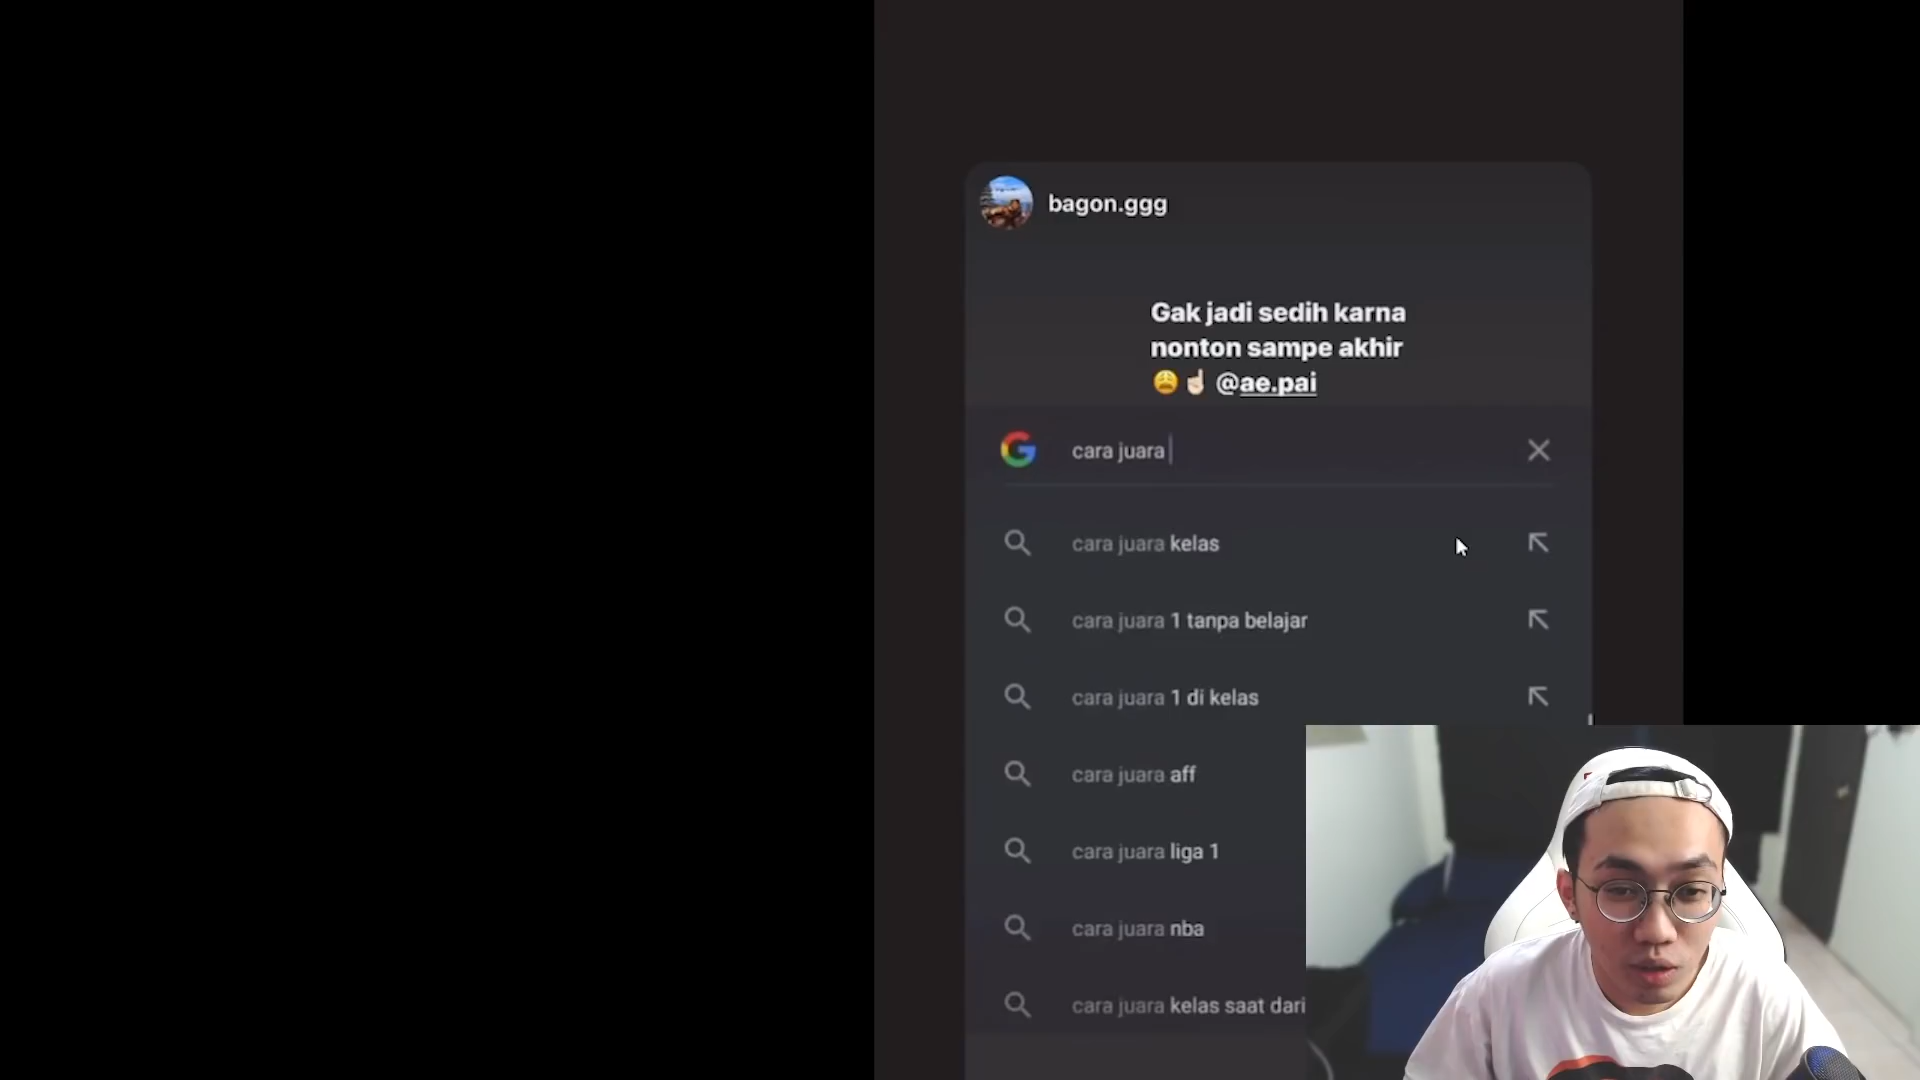 bagon.ggg
Gak jadi sedih karna
nonton sampe akhir
😩☝🏻 @ae.pai
cara juara
cara juara kelas
cara juara 1 tanpa belajar
cara juara 1 di kelas
cara juara aff
cara juara liga 1
cara juara nba
cara juara kelas saat dari